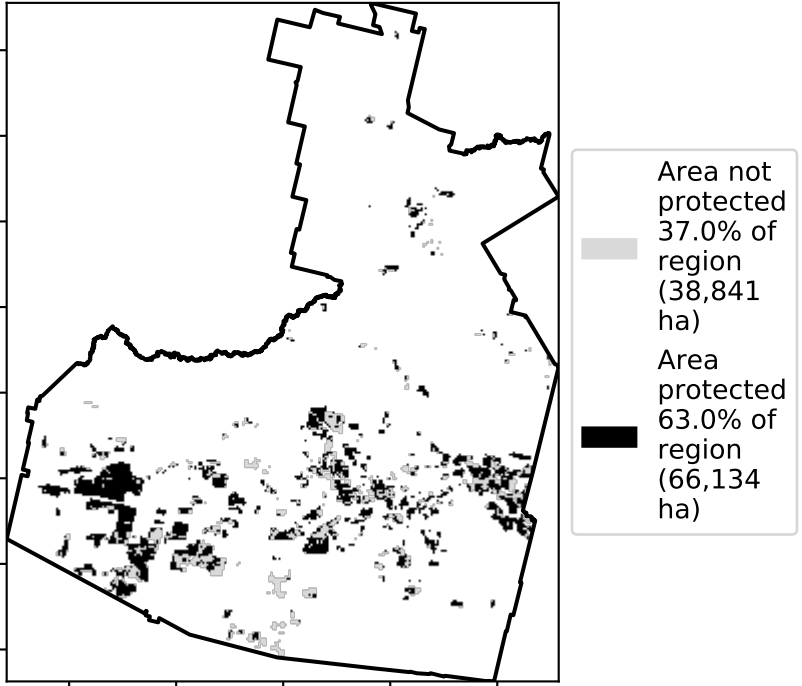 Area not
protected
37.0% of
region
(38,841
ha)
Area
protected
63.0% of
region
(66,134
ha)